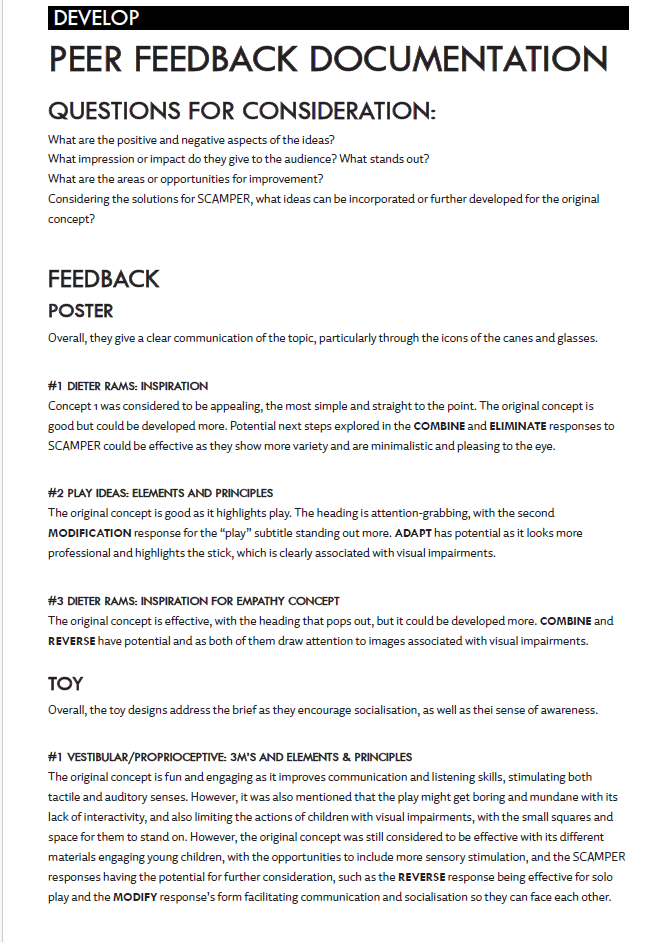 DEVELOP
PEER FEEDBACK DOCUMENTATION
QUESTIONS FOR CONSIDERATION:
What are the positive and negative aspects of the ideas?
What impression or impact do they give to the audience? What stands out?
What are the areas or opportunities for improvement?
Considering the solutions for SCAMPER, what ideas can be incorporated or further developed for the original
concept?
FEEDBACK
POSTER
Overall, they give a clear communication of the topic, particularly through the icons of the canes and glasses.
#1 DIETER RAMS: INSPIRATION
Concept 1 was considered to be appealing, the most simple and straight to the point. The original concept is
good but could be developed more. Potential next steps explored in the COMBINE and ELIMINATE responses to
SCAMPER could be effective as they show more variety and are minimalistic and pleasing to the eye.
#2 PLAY IDEAS: ELEMENTS AND PRINCIPLES
The original concept is good as it highlights play. The heading is attention-grabbing, with the second
MODIFICATION response for the “play” subtitle standing out more. ADAPT has potential as it looks more
professional and highlights the stick, which is clearly associated with visual impairments.
#3 DIETER RAMS: INSPIRATION FOR EMPATHY CONCEPT
The original concept is effective, with the heading that pops out, but it could be developed more. COMBINE and
REVERSE have potential and as both of them draw attention to images associated with visual impairments.
TOY
Overall, the toy designs address the brief as they encourage socialisation, as well as thei sense of awareness.
#1 VESTIBULAR/PROPRIOCEPTIVE: 3M'S AND ELEMENTS & PRINCIPLES
The original concept is fun and engaging as it improves communication and listening skills, stimulating both
tactile and auditory senses. However, it was also mentioned that the play might get boring and mundane with its
lack of interactivity, and also limiting the actions of children with visual impairments, with the small squares and
space for them to stand on. However, the original concept was still considered to be effective with its different
materials engaging young children, with the opportunities to include more sensory stimulation, and the SCAMPER
responses having the potential for further consideration, such as the REVERSE response being effective for solo
play and the MODIFY response's form facilitating communication and socialisation so they can face each other.